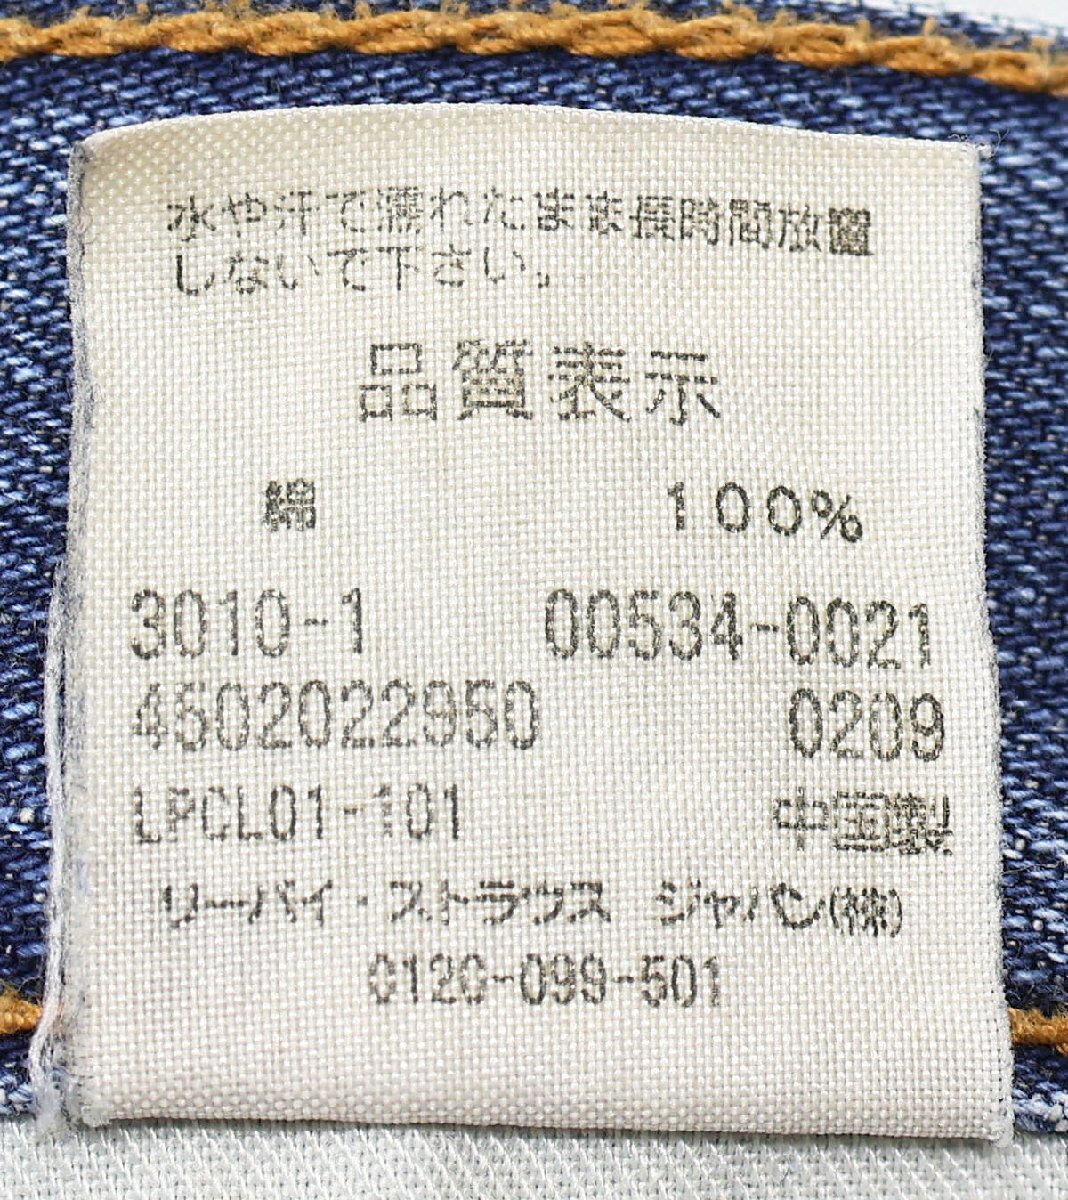 水や汗で濡れたまま長時間放置
しないで下さい。
品質表示
綿 100%
3010-1 00534-0021
4502022950 0209
LPCL01-101 中国製
リーバイ・ストラウス ジャパン(株)
0120-099-501